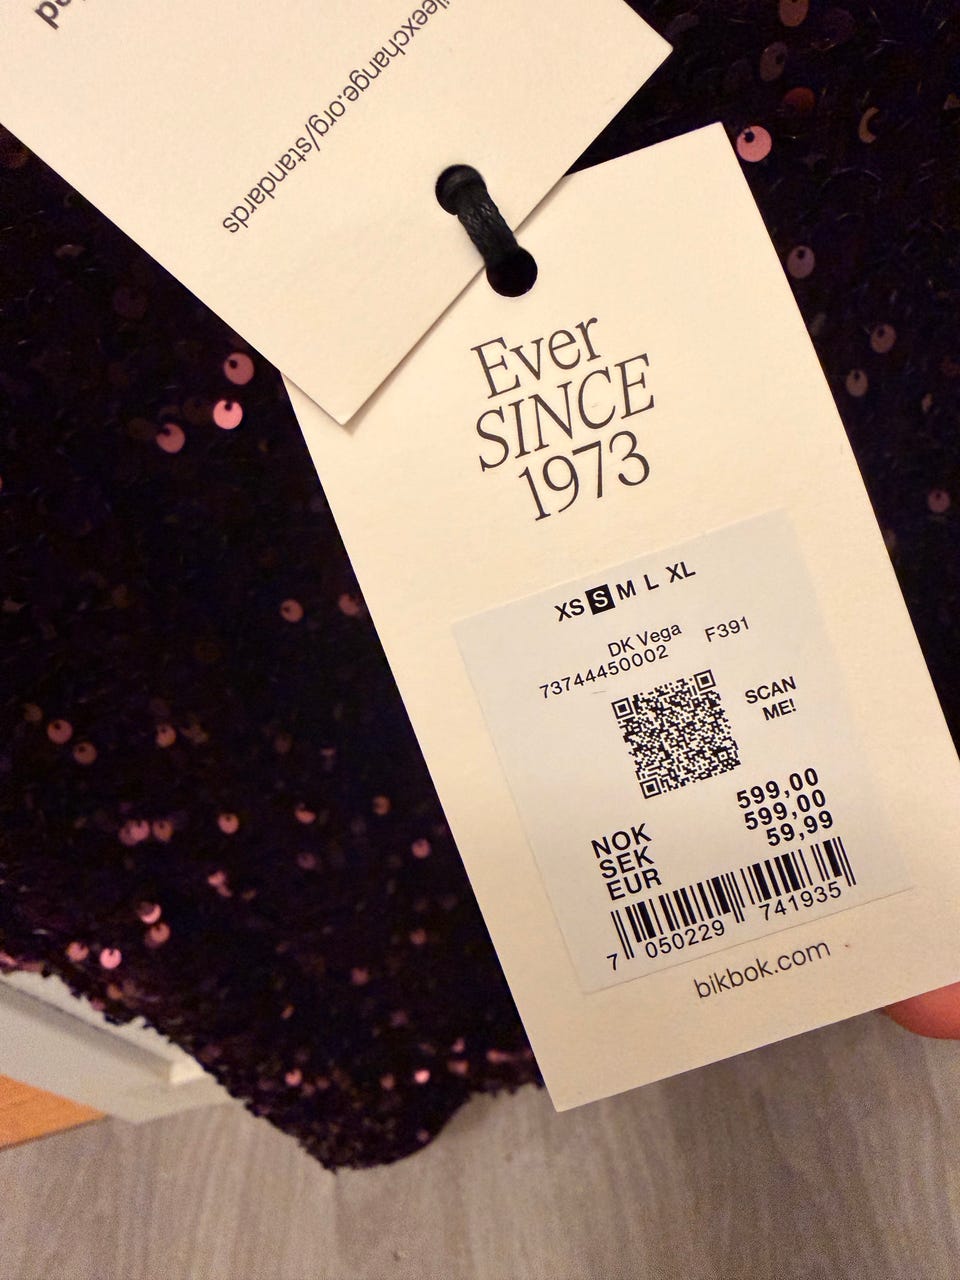 leexchange.org/standards
Ever
SINCE
1973
XS S M L XL
DK Vega F391
73744450002
SCAN
ME!
NOK 599,00
SEK 599,00
EUR 59,99
7 050229 741935
bikbok.com